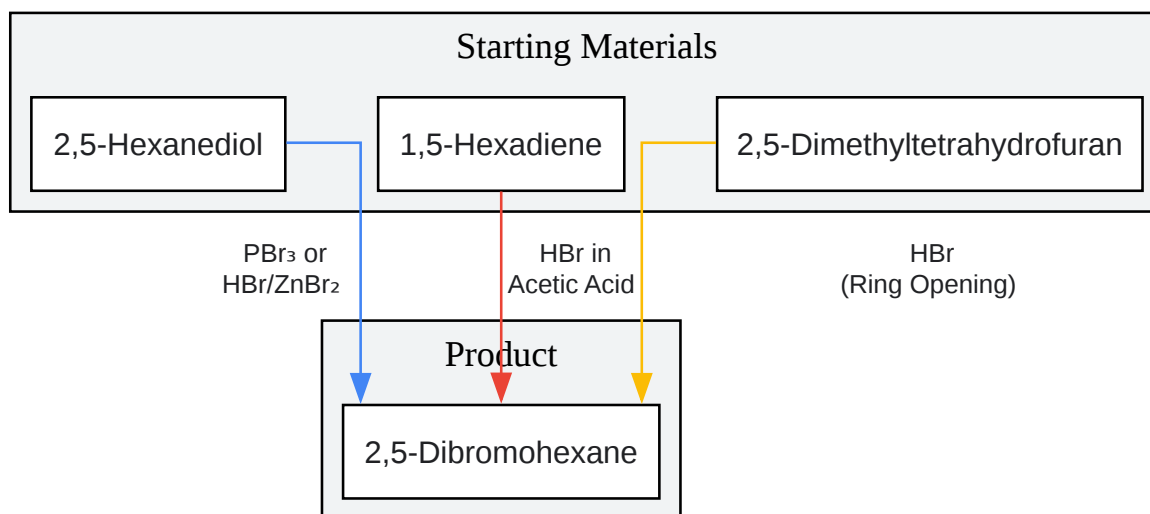 Starting Materials
2,5-Hexanediol
1,5-Hexadiene
2,5-Dimethyltetrahydrofuran
PBr₃ or
HBr/ZnBr₂
HBr in
Acetic Acid
HBr
(Ring Opening)
Product
2,5-Dibromohexane